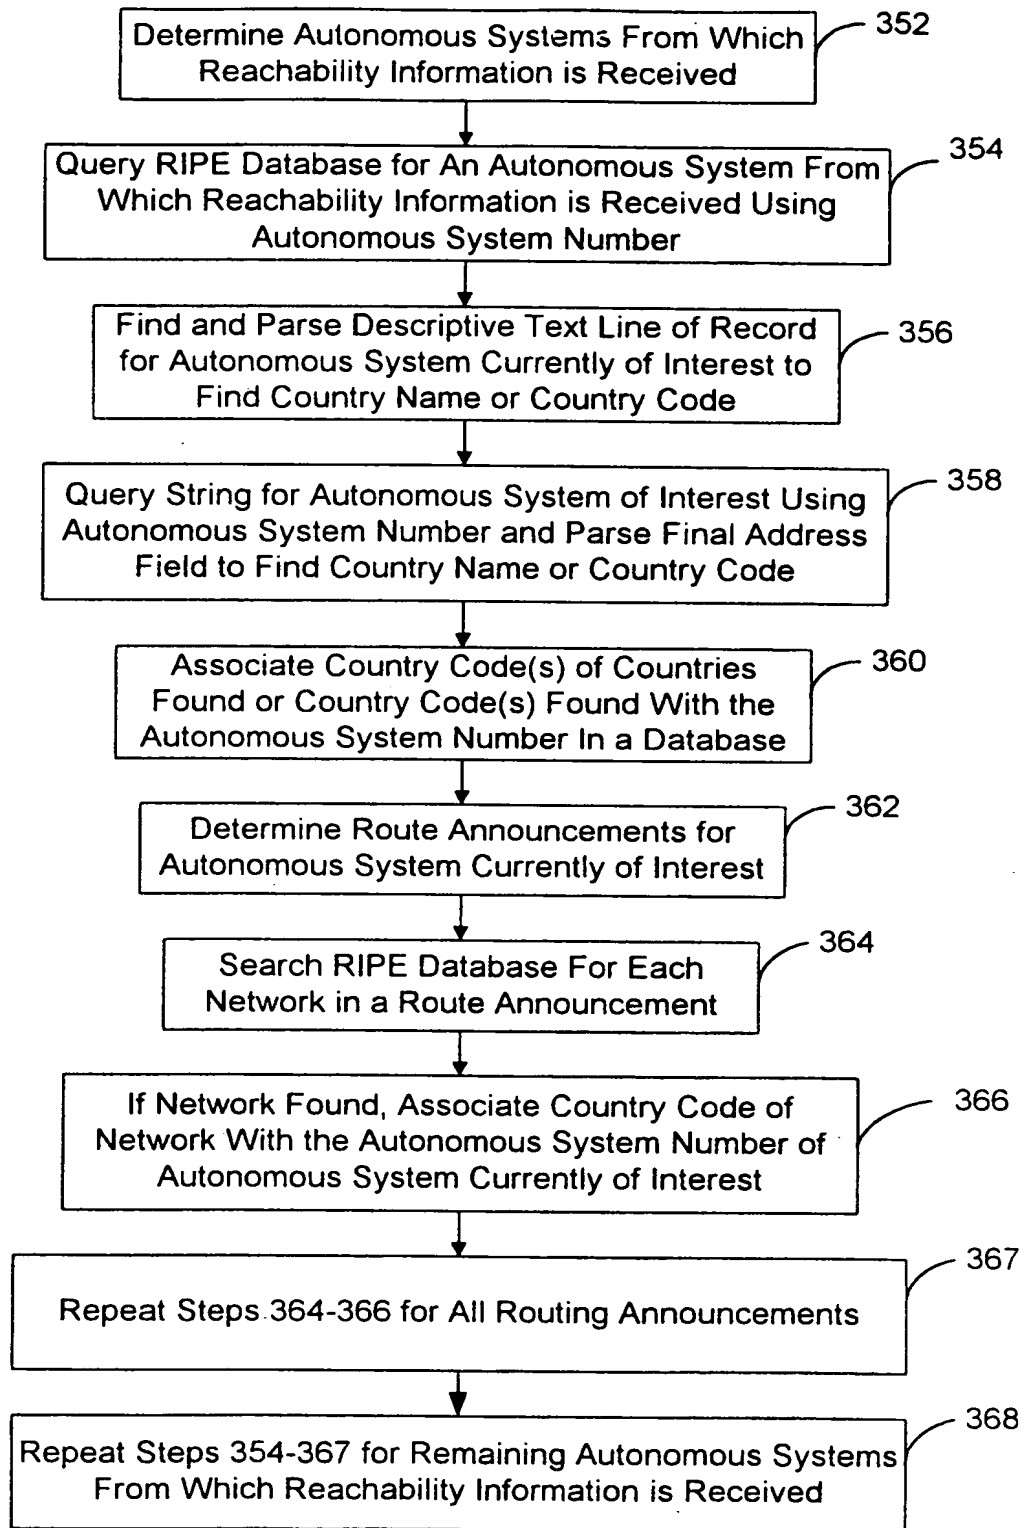 Determine Autonomous Systems From Which
Reachability Information is Received
352
Query RIPE Database for An Autonomous System From
Which Reachability Information is Received Using
Autonomous System Number
354
Find and Parse Descriptive Text Line of Record
for Autonomous System Currently of Interest to
Find Country Name or Country Code
356
Query String for Autonomous System of Interest Using
Autonomous System Number and Parse Final Address
Field to Find Country Name or Country Code
358
Associate Country Code(s) of Countries
Found or Country Code(s) Found With the
Autonomous System Number In a Database
360
Determine Route Announcements for
Autonomous System Currently of Interest
362
Search RIPE Database For Each
Network in a Route Announcement
364
If Network Found, Associate Country Code of
Network With the Autonomous System Number of
Autonomous System Currently of Interest
366
Repeat Steps 364-366 for All Routing Announcements
367
Repeat Steps 354-367 for Remaining Autonomous Systems
From Which Reachability Information is Received
368